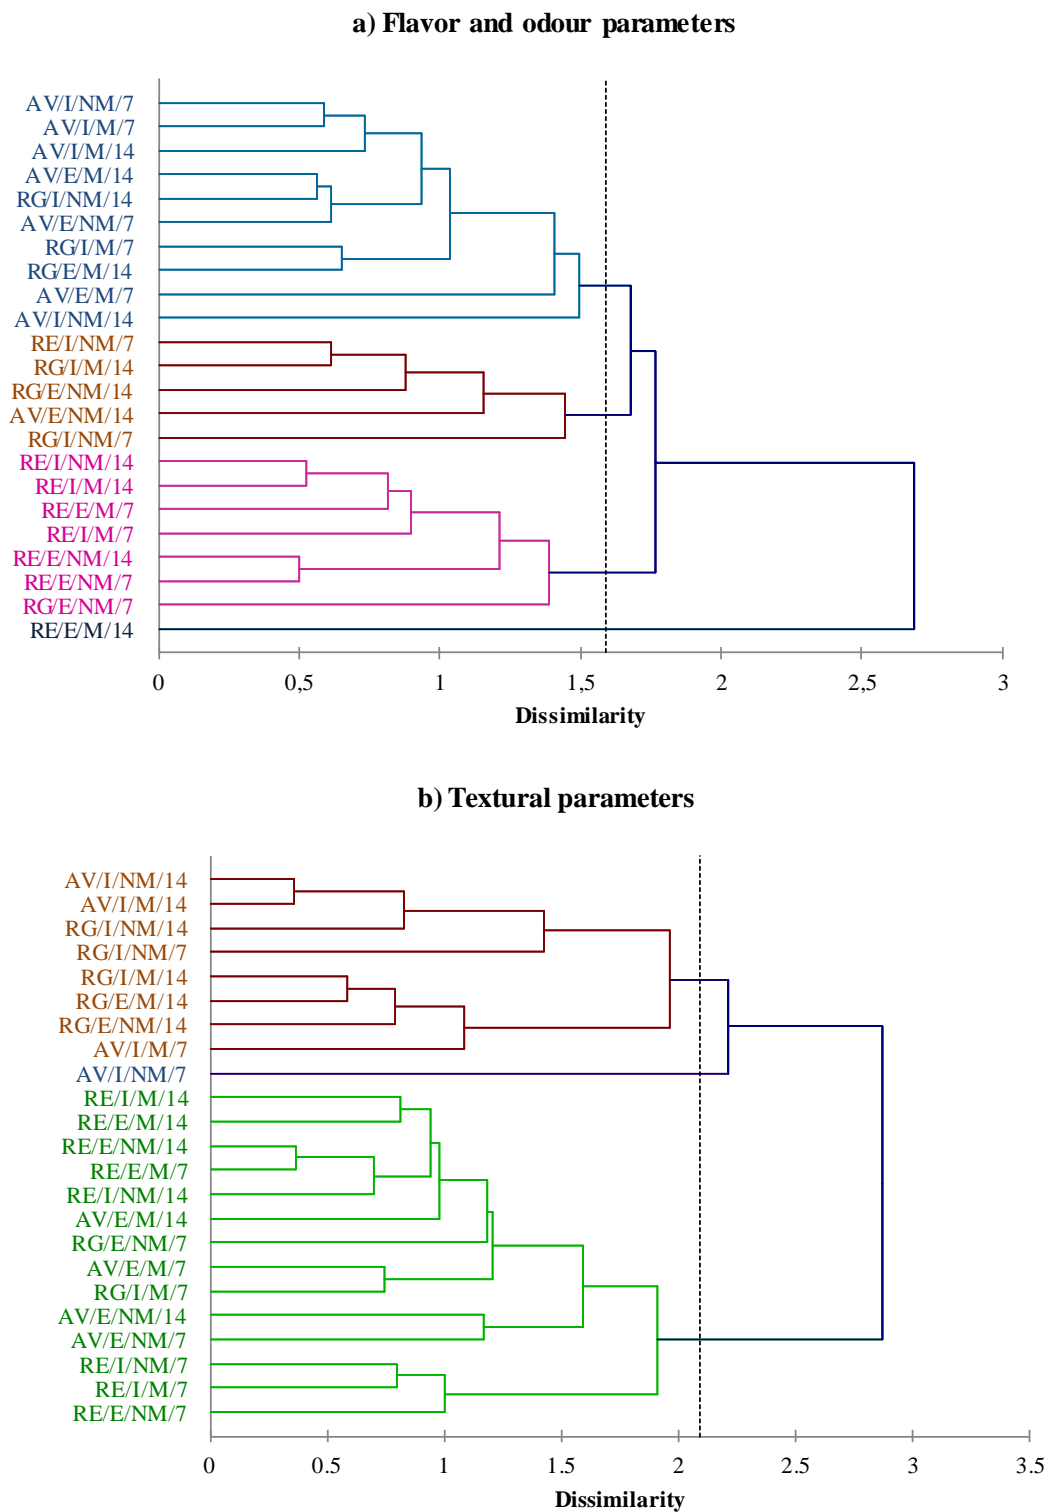 a) Flavor and odour parameters
AV/I/NM/7
AV/I/M/7
AV/I/M/14
AV/E/M/14
RG/I/NM/14
AV/E/NM/7
RG/I/M/7
RG/E/M/14
AV/E/M/7
AV/I/NM/14
RE/I/NM/7
RG/I/M/14
RG/E/NM/14
AV/E/NM/14
RG/I/NM/7
RE/I/NM/14
RE/I/M/14
RE/E/M/7
RE/I/M/7
RE/E/NM/14
RE/E/NM/7
RG/E/NM/7
RE/E/M/14
0 0,5 1 1,5 2 2,5 3
Dissimilarity
b) Textural parameters
AV/I/NM/14
AV/I/M/14
RG/I/NM/14
RG/I/NM/7
RG/I/M/14
RG/E/M/14
RG/E/NM/14
AV/I/M/7
AV/I/NM/7
RE/I/M/14
RE/E/M/14
RE/E/NM/14
RE/E/M/7
RE/I/NM/14
AV/E/M/14
RG/E/NM/7
AV/E/M/7
RG/I/M/7
AV/E/NM/14
AV/E/NM/7
RE/I/NM/7
RE/I/M/7
RE/E/NM/7
0 0.5 1 1.5 2 2.5 3 3.5
Dissimilarity